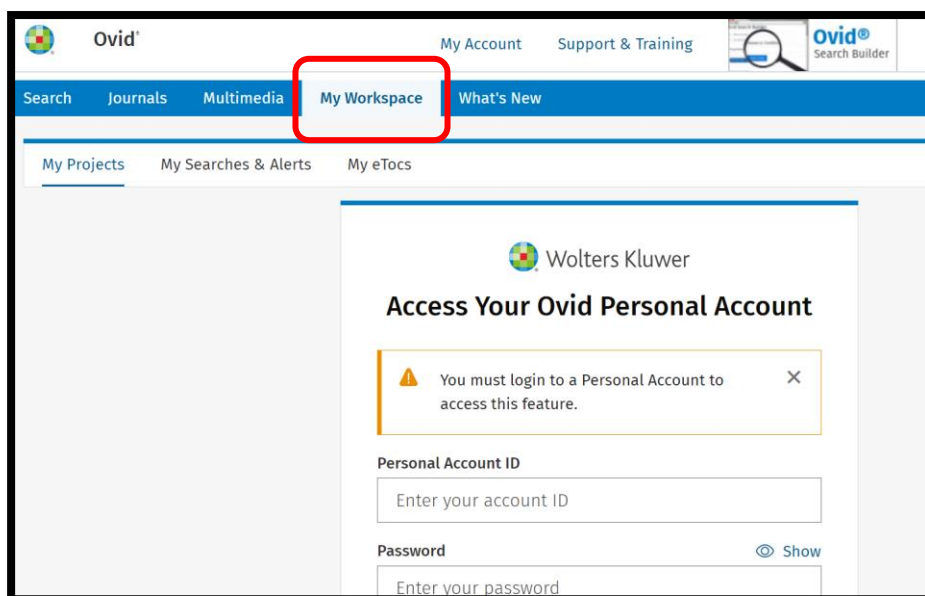 Ovid®
My Account Support & Training
Ovid®
Search Builder
Search Journals Multimedia My Workspace What's New
My Projects My Searches & Alerts My eTocs
Wolters Kluwer
Access Your Ovid Personal Account
You must login to a Personal Account to
access this feature.
Personal Account ID
Enter your account ID
Password Show
Enter your password